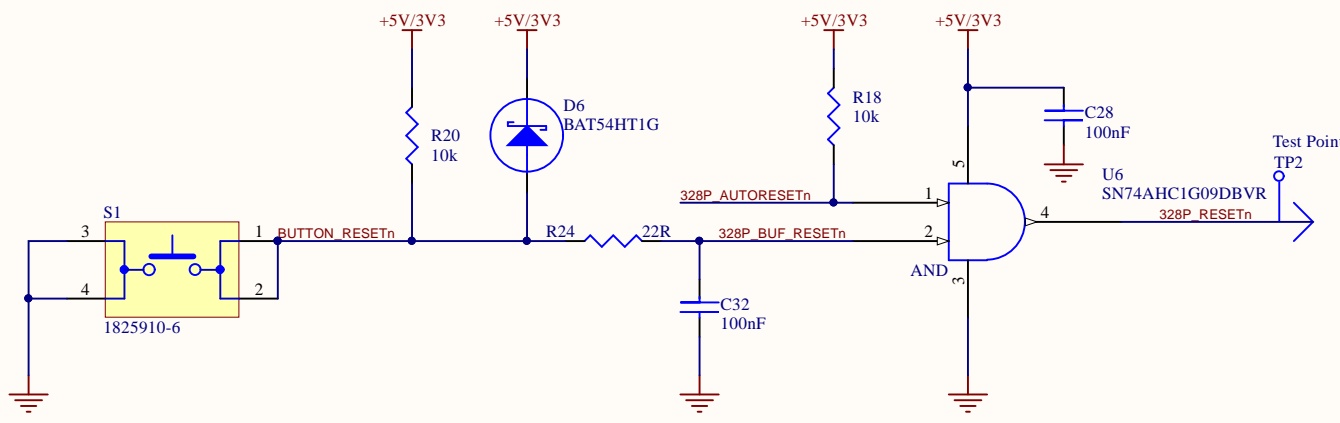 +5V/3V3
+5V/3V3
+5V/3V3
+5V/3V3
D6
BAT54HT1G
R20
10k
R18
10k
C28
100nF
Test Poin
TP2
5
U6
SN74AHC1G09DBVR
328P_AUTORESETn
1
4
328P_RESETn
S1
3
1
BUTTON_RESETn
R24
22R
328P_BUF_RESETn
2
AND
3
4
2
1825910-6
C32
100nF